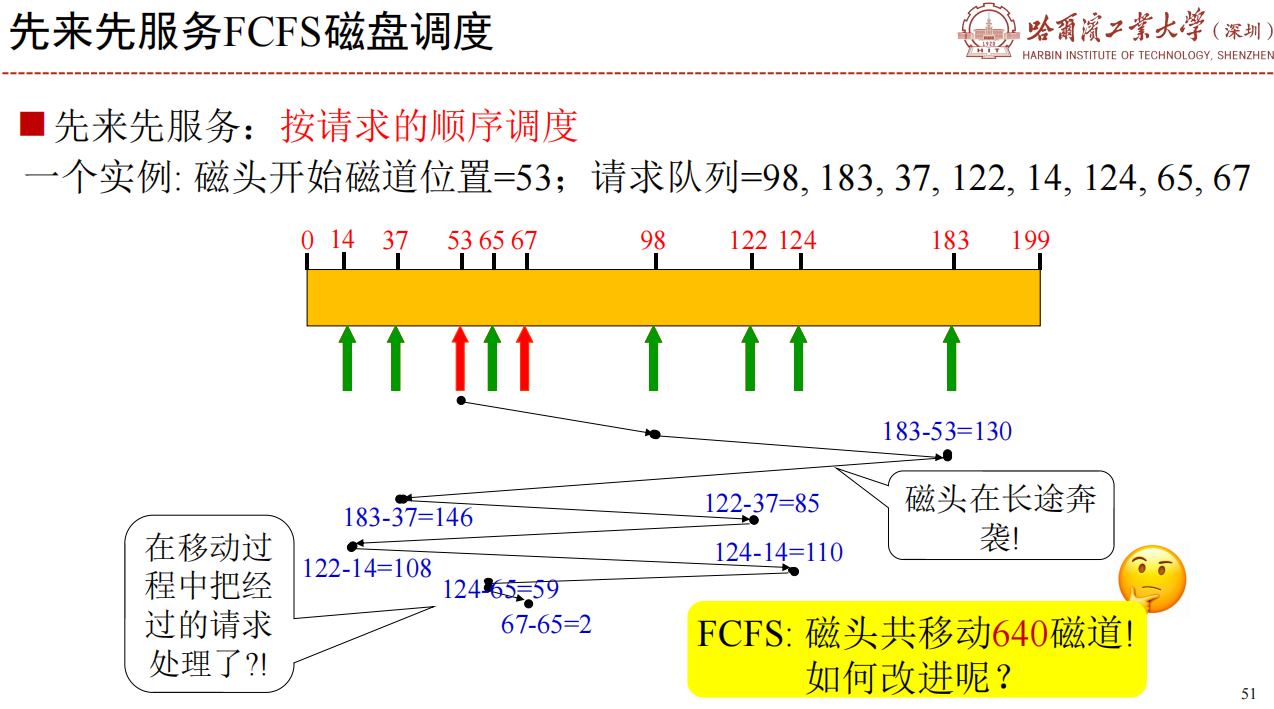 先来先服务FCFS磁盘调度
哈尔滨工业大学(深圳)
HARBIN INSTITUTE OF TECHNOLOGY, SHENZHEN
先来先服务：按请求的顺序调度
一个实例: 磁头开始磁道位置=53；请求队列=98, 183, 37, 122, 14, 124, 65, 67
0 14 37 53 65 67 98 122 124 183 199
183-53=130
磁头在长途奔
袭!
122-37=85
183-37=146
在移动过
程中把经
过的请求
处理了?!
124-14=110
122-14=108
124-65=59
67-65=2
FCFS: 磁头共移动640磁道!
如何改进呢？
1920
HIT
51